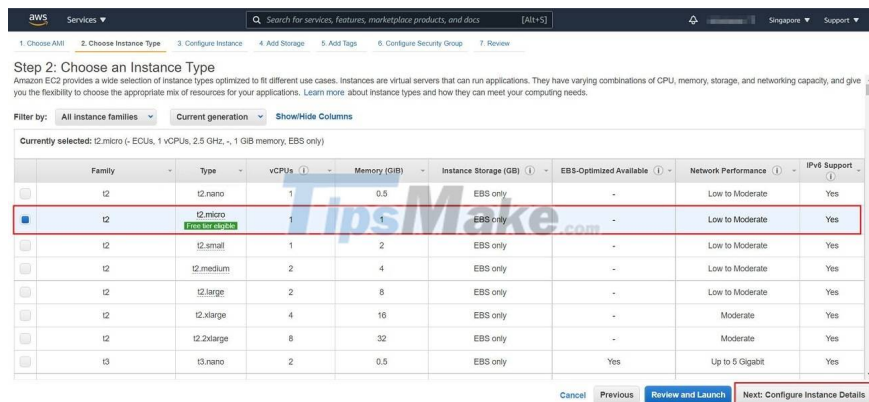 aws Services Search for services, features, marketplace products, and docs [Alt+S] Singapore Support
1. Choose AMI 2. Choose Instance Type 3. Configure Instance 4. Add Storage 5. Add Tags 6. Configure Security Group 7. Review
Step 2: Choose an Instance Type
Amazon EC2 provides a wide selection of instance types optimized to fit different use cases. Instances are virtual servers that can run applications. They have varying combinations of CPU, memory, storage, and networking capacity, and give
you the flexibility to choose the appropriate mix of resources for your applications. Learn more about instance types and how they can meet your computing needs.
Filter by: All instance families Current generation Show/Hide Columns
Currently selected: t2.micro (- ECUs, 1 vCPUs, 2.5 GHz, -, 1 GiB memory, EBS only)
Family Type vCPUs Memory (GiB) Instance Storage (GB) EBS-Optimized Available Network Performance IPv6 Support
t2 t2.nano 1 0.5 EBS only - Low to Moderate Yes
t2 t2.micro 1 1 EBS only - Low to Moderate Yes
Free tier eligible
TipsMake.com
t2 t2.small 1 2 EBS only - Low to Moderate Yes
t2 t2.medium 2 4 EBS only - Low to Moderate Yes
t2 t2.large 2 8 EBS only - Low to Moderate Yes
t2 t2.xlarge 4 16 EBS only - Moderate Yes
t2 t2.2xlarge 8 32 EBS only - Moderate Yes
t3 t3.nano 2 0.5 EBS only Yes Up to 5 Gigabit Yes
Cancel Previous Review and Launch Next: Configure Instance Details